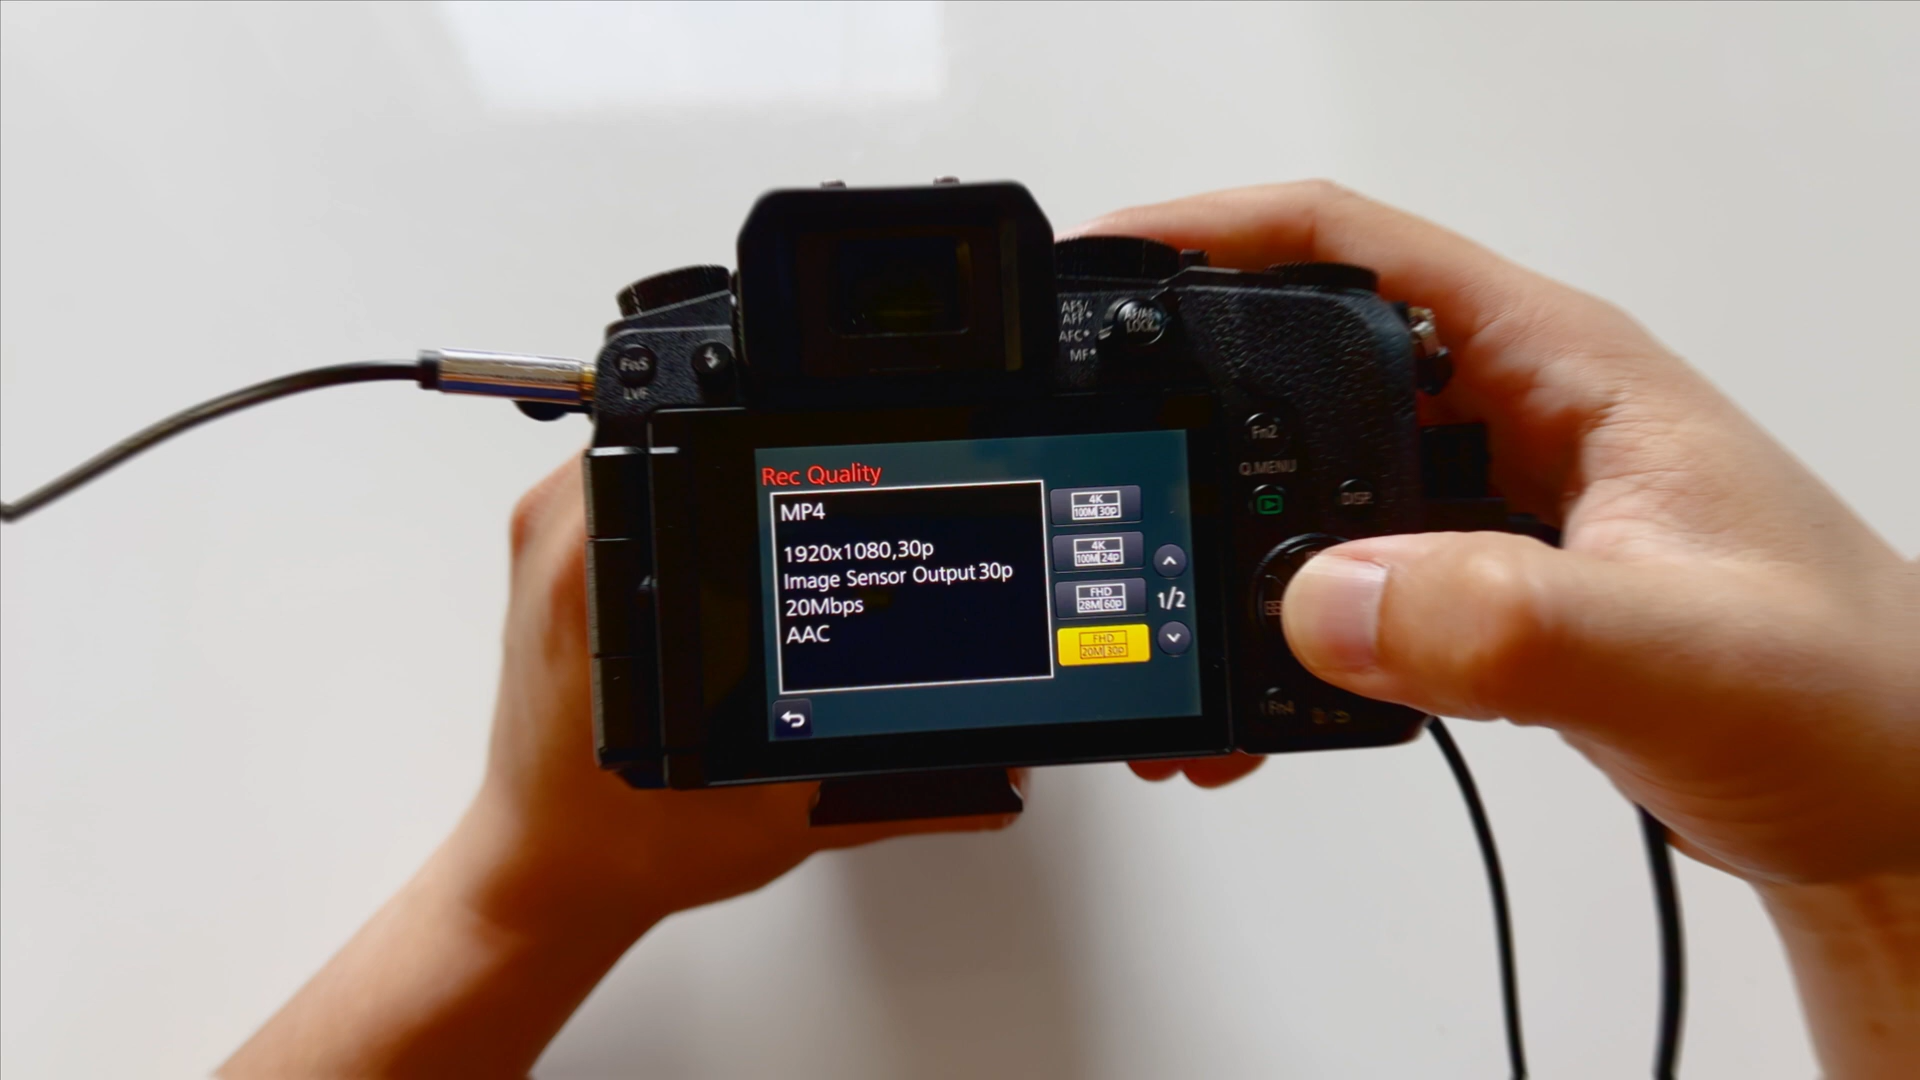 AFS/
AFF
AFC
MF
AF/AE
LOCK
Fn5
LVF
Fn2
Q.MENU
DISP.
Rec Quality
MP4
1920x1080,30p
Image Sensor Output 30p
20Mbps
AAC
4K
100M 30p
4K
100M 24p
FHD
28M 60p
FHD
20M 30p
1/2
Fn4